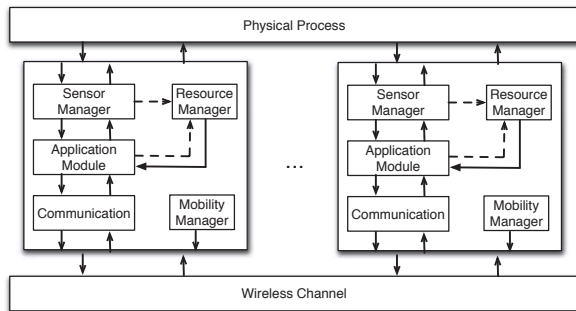 Physical Process
Sensor
Manager
Resource
Manager
Application
Module
Communication
Mobility
Manager
...
Sensor
Manager
Resource
Manager
Application
Module
Communication
Mobility
Manager
Wireless Channel